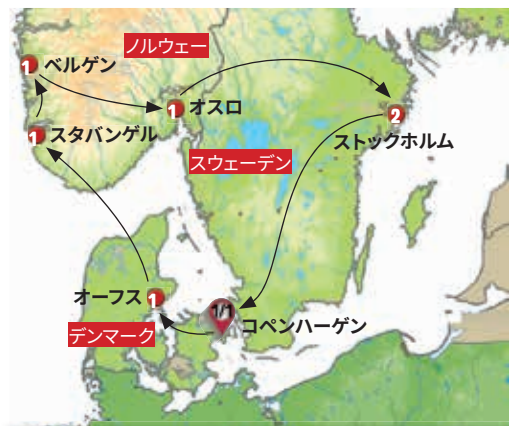 ノルウェー
1 ベルゲン
1 オスロ
2
1 スタバンゲル
ストックホルム
スウェーデン
オーフス 1
1/1
コペンハーゲン
デンマーク